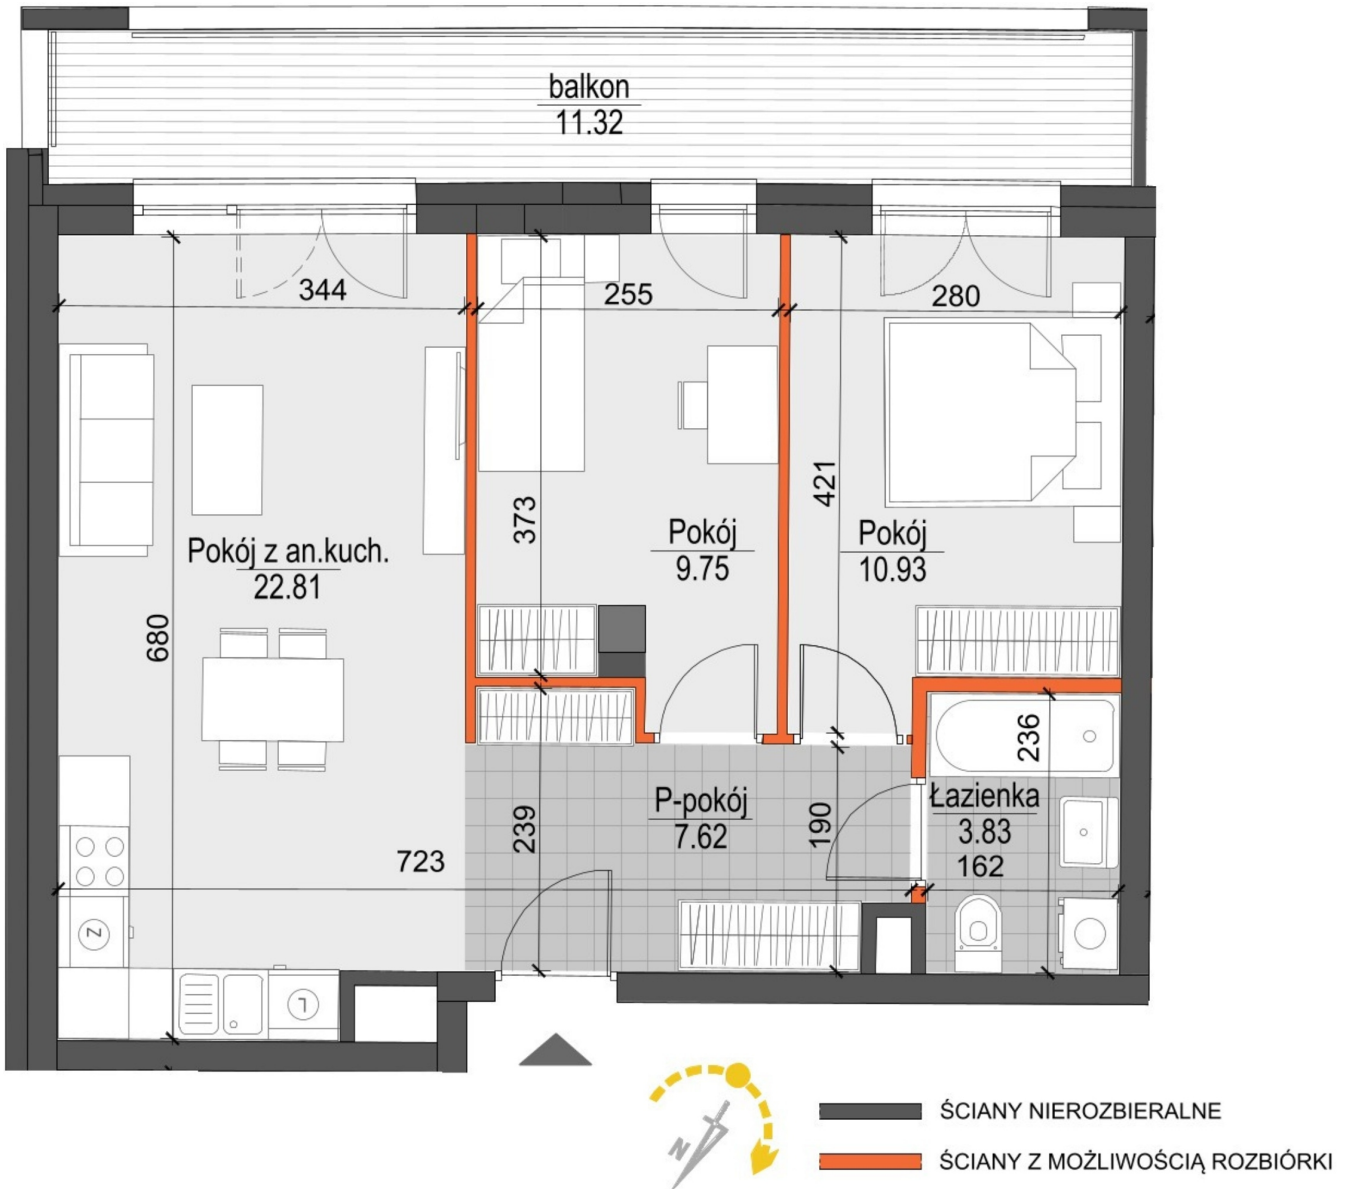 balkon
11.32
344
255
280
Pokój z an.kuch.
22.81
680
373
Pokój
9.75
421
Pokój
10.93
P-pokój
7.62
239
190
236
Łazienka
3.83
162
723
Z
L
N
ŚCIANY NIEROZBIERALNE
ŚCIANY Z MOŻLIWOŚCIĄ ROZBIÓRKI